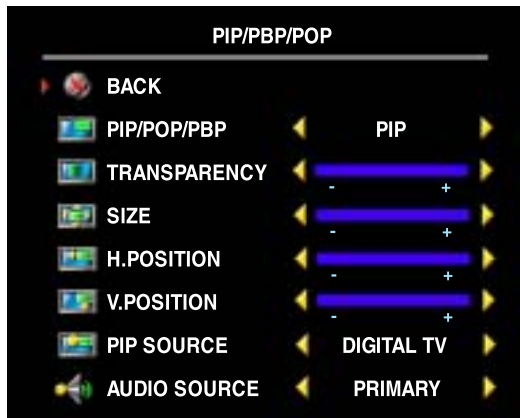 PIP/PBP/POP
BACK
PIP/POP/PBP PIP
TRANSPARENCY
- +
SIZE
- +
H.POSITION
- +
V.POSITION
- +
PIP SOURCE DIGITAL TV
AUDIO SOURCE PRIMARY